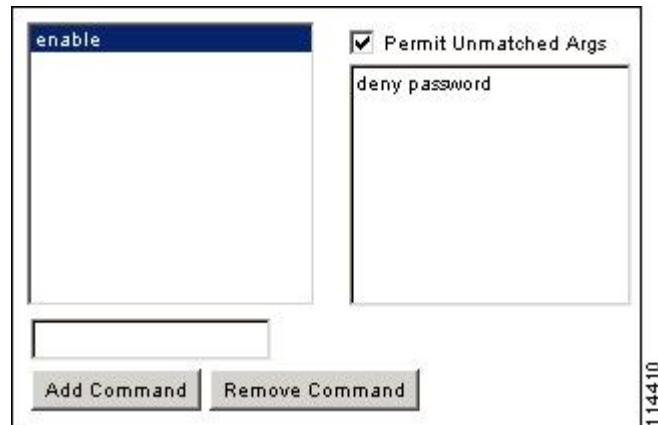 enable
Permit Unmatched Args
deny password
Add Command
Remove Command
114410